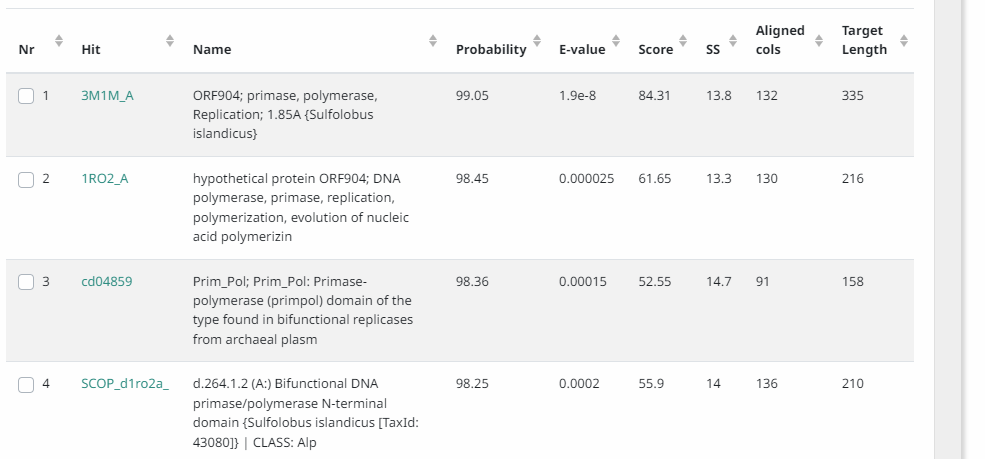 Nr Hit Name Probability E-value Score SS Aligned cols Target Length
1 3M1M_A ORF904; primase, polymerase, 99.05 1.9e-8 84.31 13.8 132 335
Replication; 1.85A {Sulfolobus
islandicus}
2 1RO2_A hypothetical protein ORF904; DNA 98.45 0.000025 61.65 13.3 130 216
polymerase, primase, replication,
polymerization, evolution of nucleic
acid polymerizin
3 cd04859 Prim_Pol; Prim_Pol: Primase- 98.36 0.00015 52.55 14.7 91 158
polymerase (primpol) domain of the
type found in bifunctional replicases
from archaeal plasm
4 SCOP_d1ro2a_ d.264.1.2 (A:) Bifunctional DNA 98.25 0.0002 55.9 14 136 210
primase/polymerase N-terminal
domain {Sulfolobus islandicus [TaxId:
43080]} | CLASS: Alp